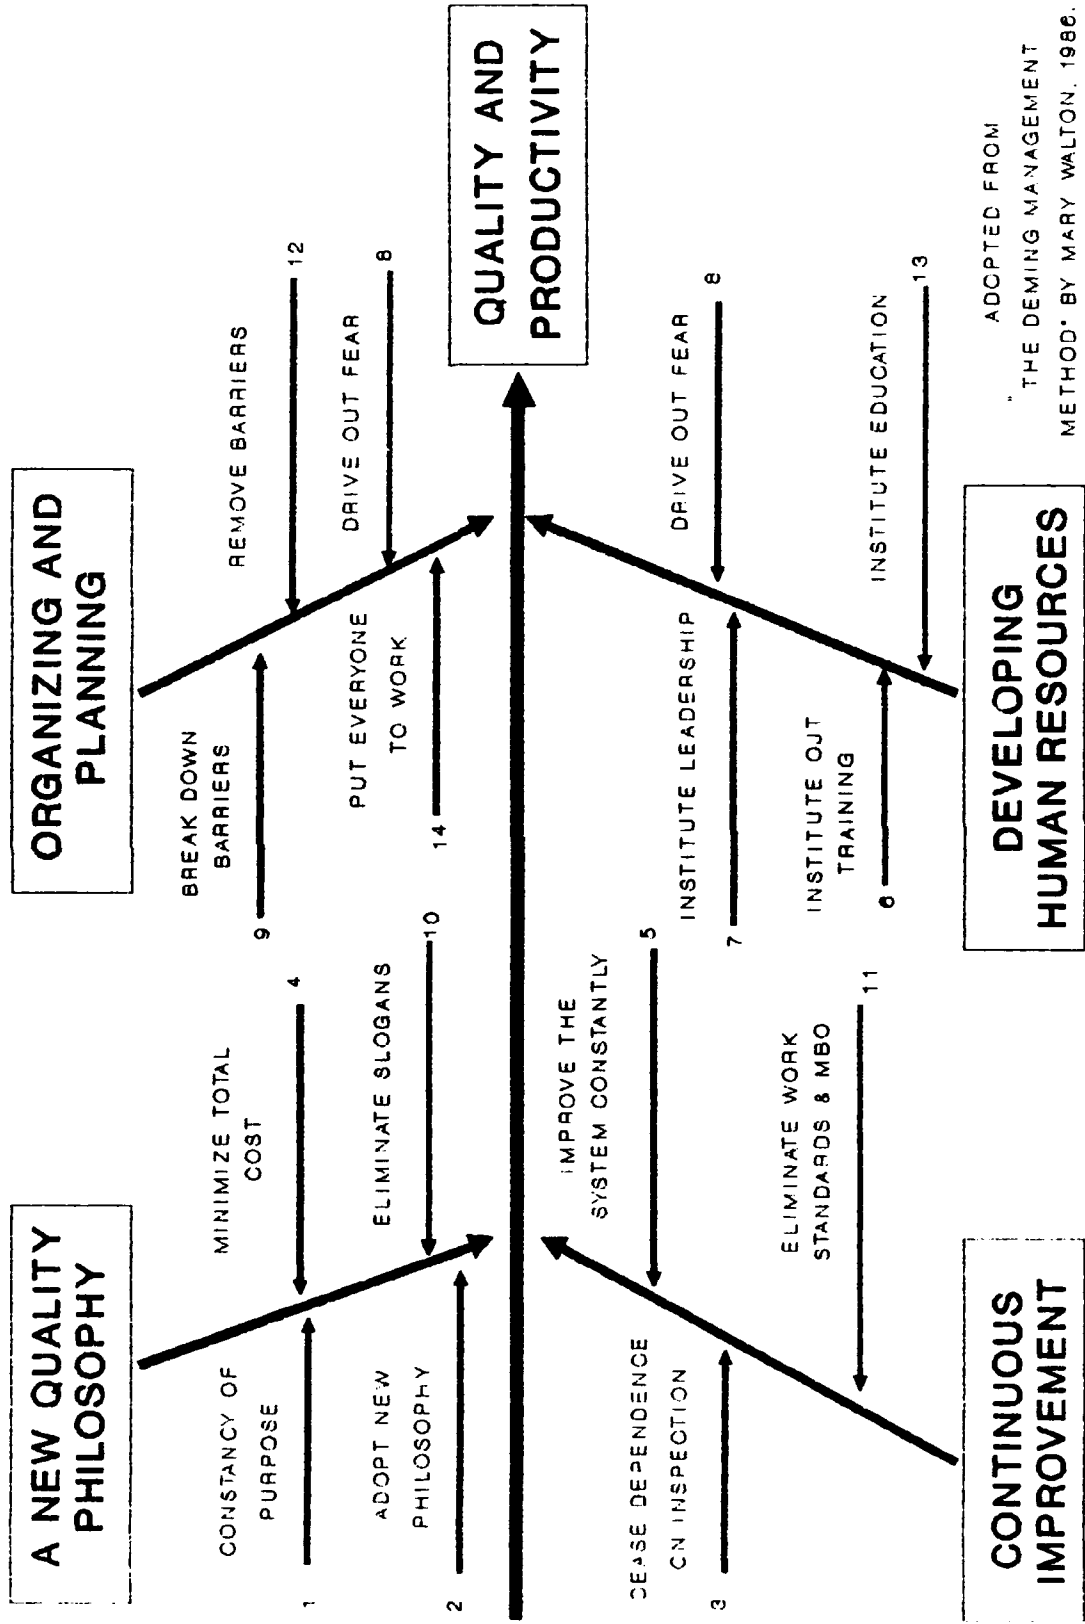 A NEW QUALITY
PHILOSOPHY
ORGANIZING AND
PLANNING
CONSTANCY OF
PURPOSE
1
MINIMIZE TOTAL
COST
4
ADOPT NEW
PHILOSOPHY
2
ELIMINATE SLOGANS
10
BREAK DOWN
BARRIERS
9
REMOVE BARRIERS
12
PUT EVERYONE
TO WORK
14
DRIVE OUT FEAR
8
QUALITY AND
PRODUCTIVITY
CEASE DEPENDENCE
ON INSPECTION
3
IMPROVE THE
SYSTEM CONSTANTLY
5
ELIMINATE WORK
STANDARDS & MBO
11
INSTITUTE LEADERSHIP
7
DRIVE OUT FEAR
8
INSTITUTE OJT
TRAINING
6
INSTITUTE EDUCATION
13
CONTINUOUS
IMPROVEMENT
DEVELOPING
HUMAN RESOURCES
ADOPTED FROM
" THE DEMING MANAGEMENT
METHOD" BY MARY WALTON, 1986.